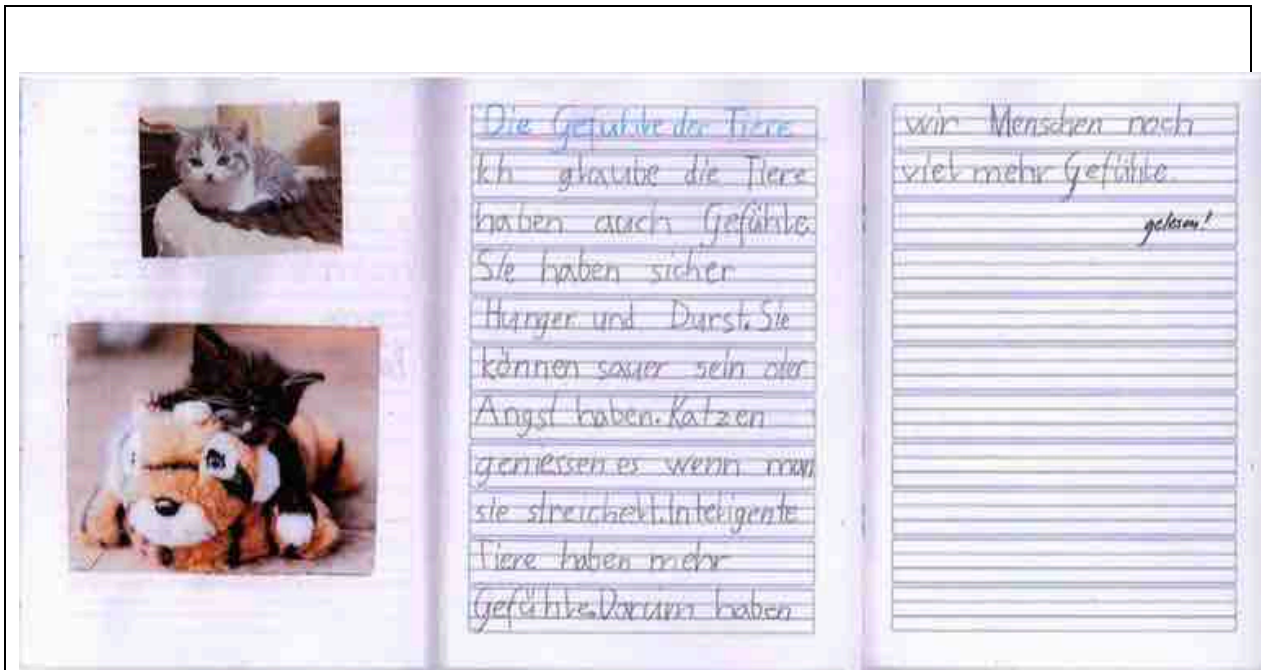 Die Gefühle der Tiere
Ich glaube die Tiere
haben auch Gefühle.
Sie haben sicher
Hunger und Durst. Sie
können sauer sein oder
Angst haben. Katzen
geniessen es wenn man
sie streichelt. Inteligente
Tiere haben mehr
Gefühle. Darum haben
wir Menschen noch
viel mehr Gefühle.
gelesen!